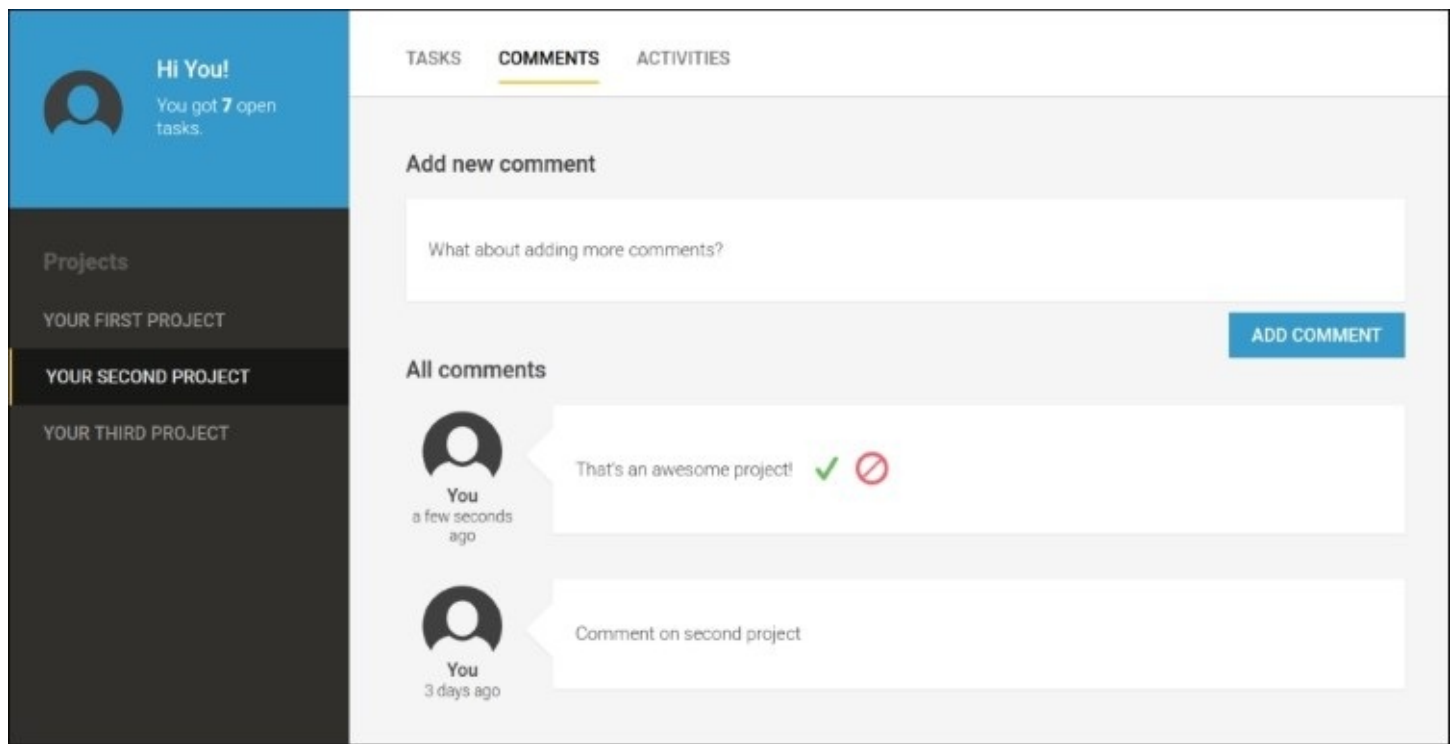 Hi You!
You got 7 open
tasks.
Projects
YOUR FIRST PROJECT
YOUR SECOND PROJECT
YOUR THIRD PROJECT
TASKS COMMENTS ACTIVITIES
Add new comment
What about adding more comments?
ADD COMMENT
All comments
You
a few seconds
ago
That's an awesome project!
You
3 days ago
Comment on second project